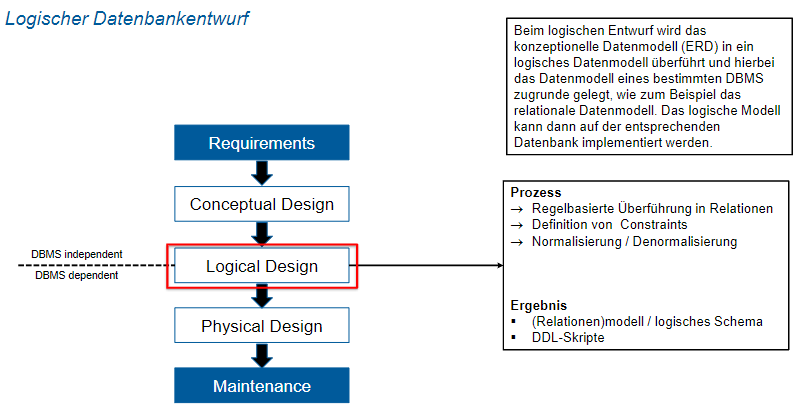 Logischer Datenbankentwurf
Beim logischen Entwurf wird das
konzeptionelle Datenmodell (ERD) in ein
logisches Datenmodell überführt und hierbei
das Datenmodell eines bestimmten DBMS
zugrunde gelegt, wie zum Beispiel das
relationale Datenmodell. Das logische Modell
kann dann auf der entsprechenden
Datenbank implementiert werden.
Requirements
Conceptual Design
DBMS independent
DBMS dependent
Logical Design
Physical Design
Maintenance
Prozess
→ Regelbasierte Überführung in Relationen
→ Definition von  Constraints
→ Normalisierung / Denormalisierung
Ergebnis
▪ (Relationen)modell / logisches Schema
▪ DDL-Skripte